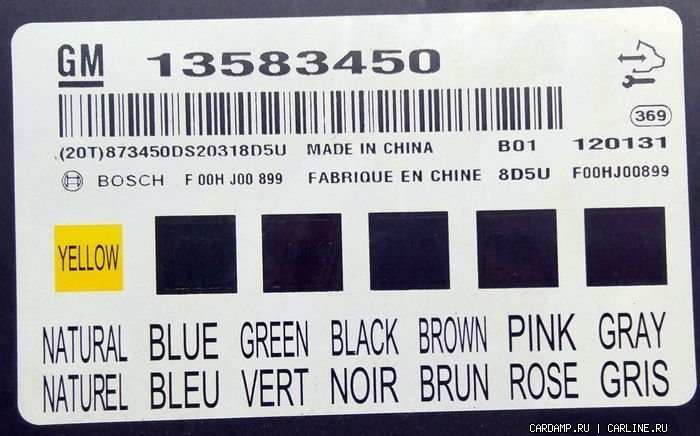 GM 13583450
369
.(20T)873450DS20318D5U MADE IN CHINA B01 120131
BOSCH F 00H J00 899 FABRIQUE EN CHINE 8D5U F00HJ00899
YELLOW
NATURAL BLUE GREEN BLACK BROWN PINK GRAY
NATUREL BLEU VERT NOIR BRUN ROSE GRIS
CARDAMP.RU | CARLINE.RU